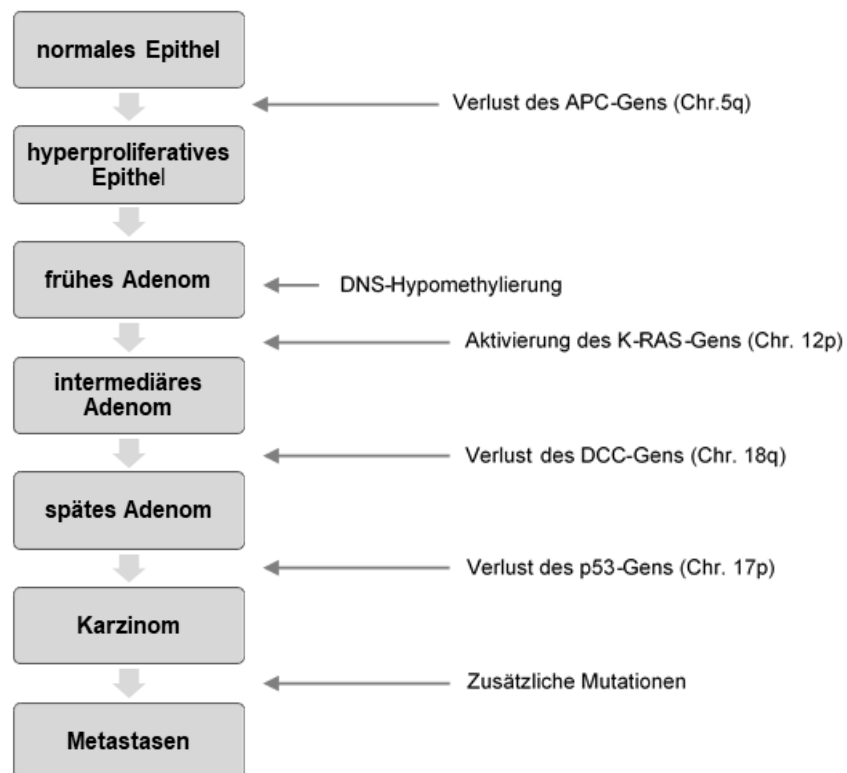 normales Epithel
Verlust des APC-Gens (Chr.5q)
hyperproliferatives
Epithel
frühes Adenom
DNS-Hypomethylierung
Aktivierung des K-RAS-Gens (Chr. 12p)
intermediäres
Adenom
Verlust des DCC-Gens (Chr. 18q)
spätes Adenom
Verlust des p53-Gens (Chr. 17p)
Karzinom
Zusätzliche Mutationen
Metastasen